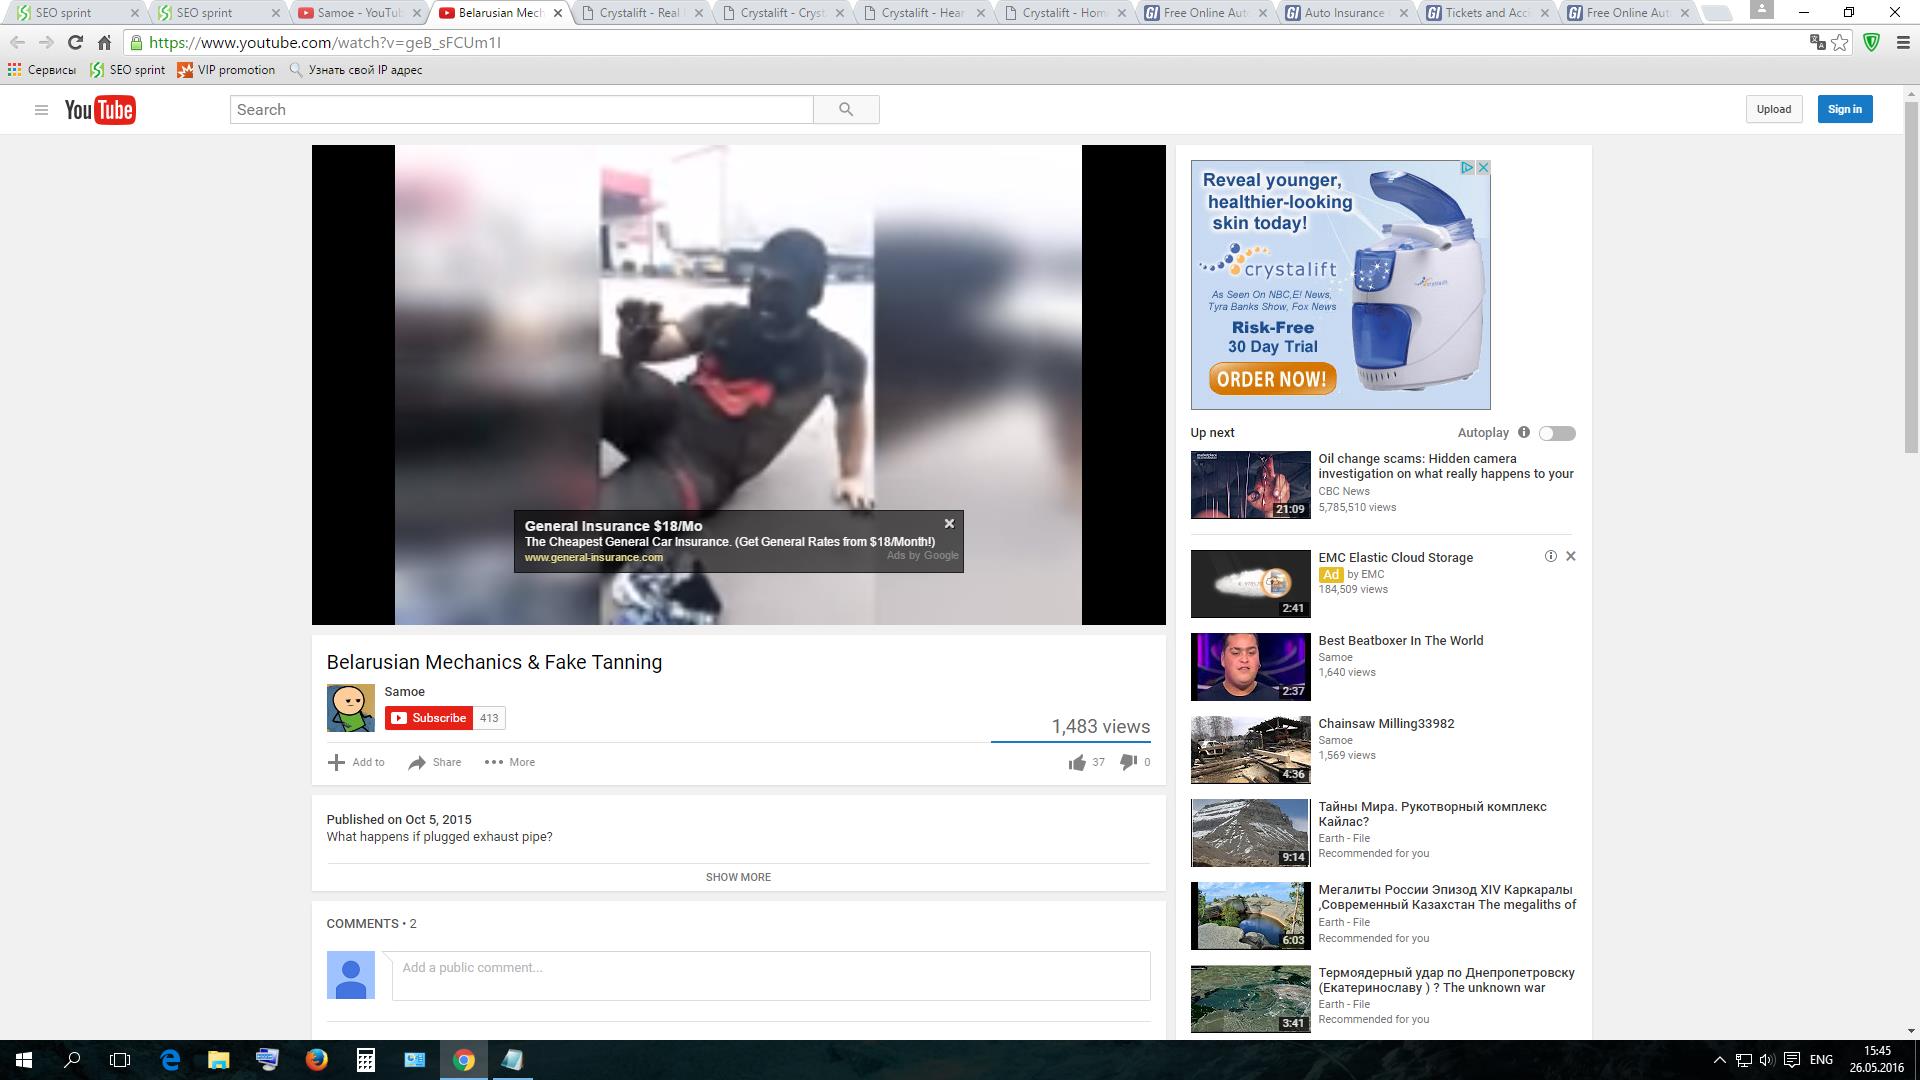 SEO sprint
SEO sprint
Samoe - YouTub
Belarusian Mech
Crystalift - Real
Crystalift - Cryst
Crystalift - Hear
Crystalift - Hom
Free Online Aut
Auto Insurance
Tickets and Acci
Free Online Aut
https://www.youtube.com/watch?v=geB_sFCUm1I
Сервисы
SEO sprint
VIP promotion
Узнать свой IP адрес
YouTube
Search
Upload
Sign in
General Insurance $18/Mo
The Cheapest General Car Insurance. (Get General Rates from $18/Month!)
www.general-insurance.com
Ads by Google
Belarusian Mechanics & Fake Tanning
Samoe
Subscribe 413
1,483 views
Add to
Share
More
37
0
Published on Oct 5, 2015
What happens if plugged exhaust pipe?
SHOW MORE
COMMENTS • 2
Add a public comment...
Reveal younger,
healthier-looking
skin today!
crystalift
As Seen On NBC,E! News,
Tyra Banks Show, Fox News
Risk-Free
30 Day Trial
ORDER NOW!
Up next
Autoplay
Oil change scams: Hidden camera
investigation on what really happens to your
CBC News
5,785,510 views
21:09
EMC Elastic Cloud Storage
Ad by EMC
184,509 views
2:41
Best Beatboxer In The World
Samoe
1,640 views
2:37
Chainsaw Milling33982
Samoe
1,569 views
4:36
Тайны Мира. Рукотворный комплекс
Кайлас?
Earth - File
Recommended for you
9:14
Мегалиты России Эпизод XIV Каркаралы
,Современный Казахстан The megaliths of
Earth - File
Recommended for you
6:03
Термоядерный удар по Днепропетровску
(Екатеринославу ) ? The unknown war
Earth - File
Recommended for you
3:41
ENG
15:45
26.05.2016